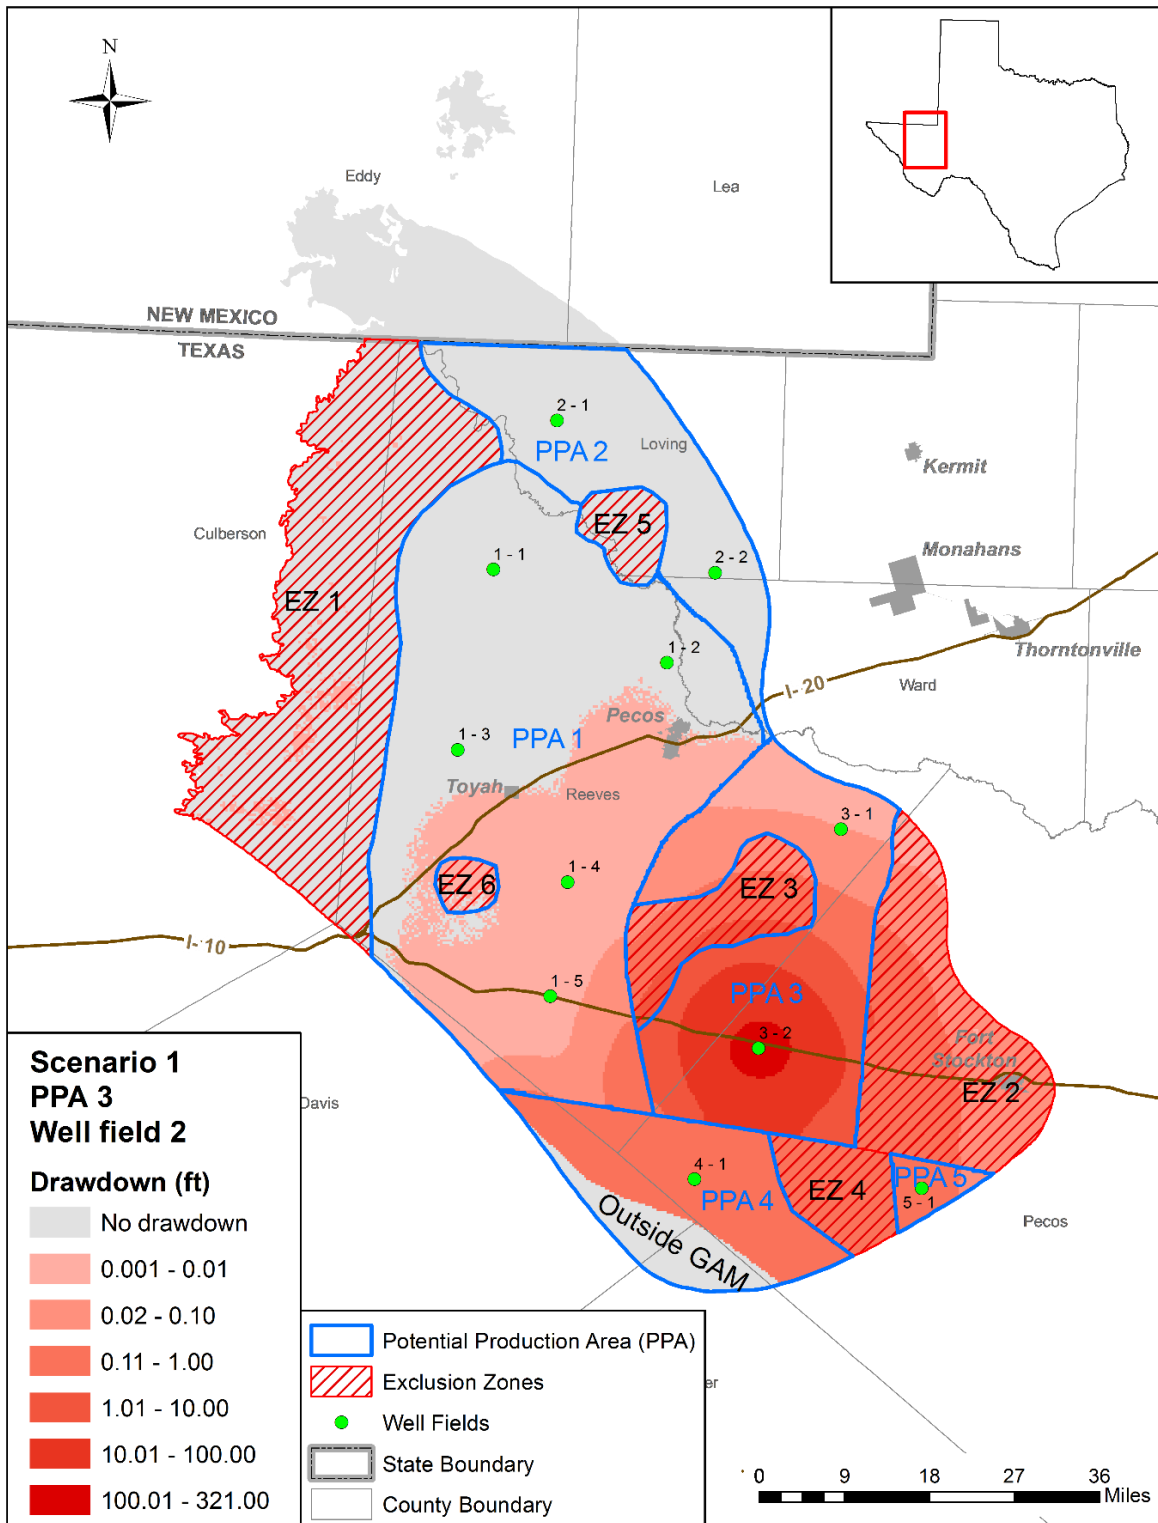 N
Eddy
Lea
NEW MEXICO
TEXAS
2 - 1
PPA 2
Loving
Kermit
Culberson
EZ 5
Monahans
1 - 1
2 - 2
EZ 1
Thorntonville
1 - 2
I- 20
Ward
Pecos
1 - 3
PPA 1
Toyah
Reeves
3 - 1
EZ 6
1 - 4
EZ 3
I- 10
1 - 5
PPA 3
3 - 2
Fort
Stockton
EZ 2
Davis
4 - 1
PPA 4
EZ 4
PPA 5
5 - 1
Outside GAM
Pecos
er
Scenario 1
PPA 3
Well field 2
Drawdown (ft)
No drawdown
0.001 - 0.01
0.02 - 0.10
0.11 - 1.00
1.01 - 10.00
10.01 - 100.00
100.01 - 321.00
Potential Production Area (PPA)
Exclusion Zones
Well Fields
State Boundary
County Boundary
0 9 18 27 36
Miles